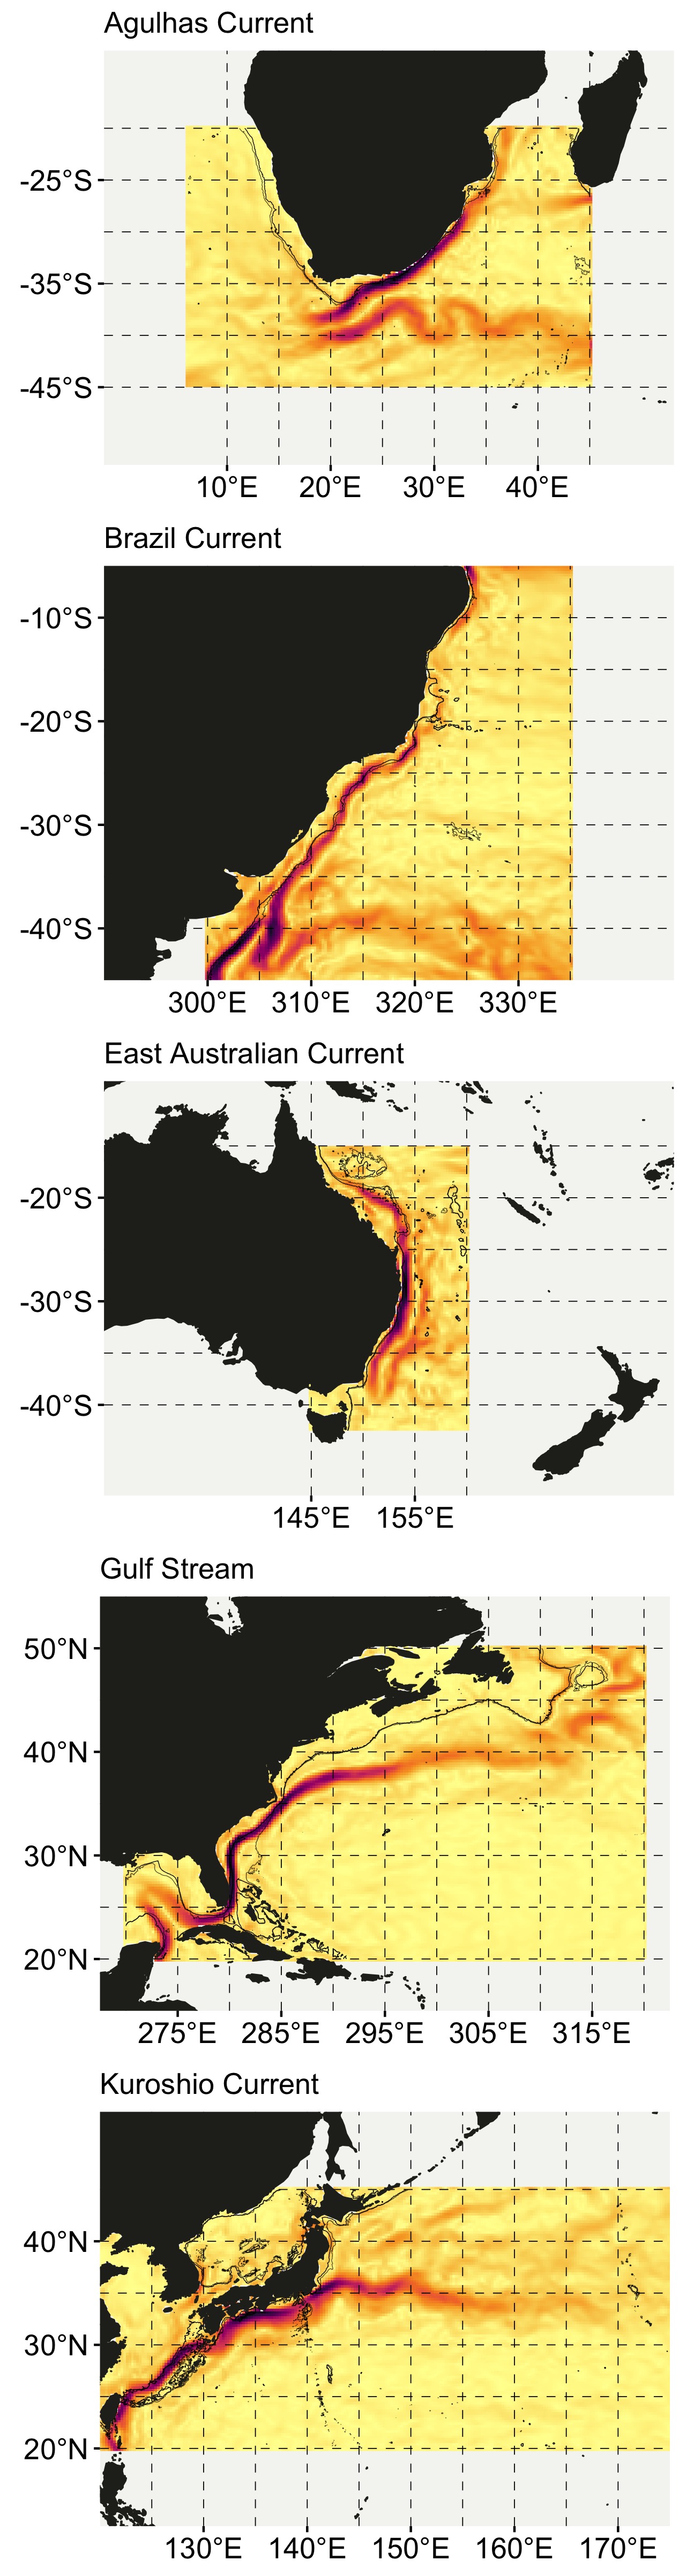 Agulhas Current
-25°S
-35°S
-45°S
10°E 20°E 30°E 40°E
Brazil Current
-10°S
-20°S
-30°S
-40°S
300°E 310°E 320°E 330°E
East Australian Current
-20°S
-30°S
-40°S
145°E 155°E
Gulf Stream
50°N
40°N
30°N
20°N
275°E 285°E 295°E 305°E 315°E
Kuroshio Current
40°N
30°N
20°N
130°E 140°E 150°E 160°E 170°E